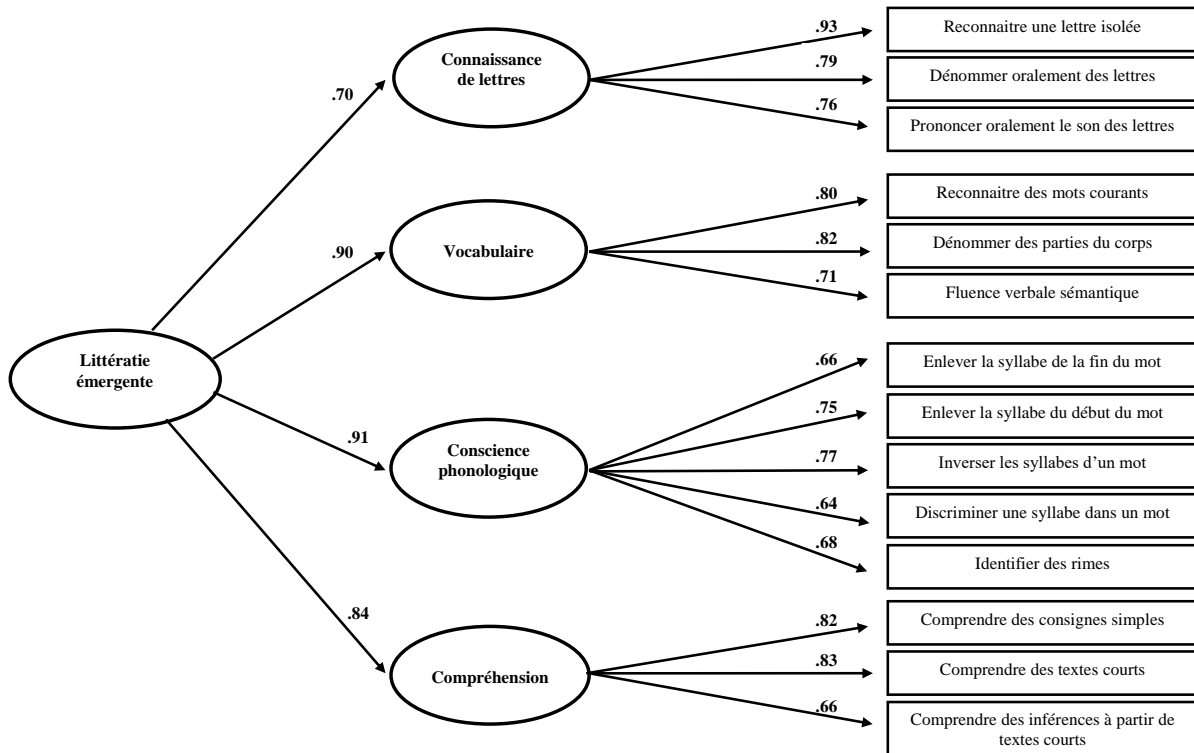 .93
Reconnaitre une lettre isolée
Connaissance
de lettres
.79
Dénommer oralement des lettres
.70
.76
Prononcer oralement le son des lettres
.80
Reconnaitre des mots courants
.90
Vocabulaire
.82
Dénommer des parties du corps
.71
Fluence verbale sémantique
Littératie
émergente
.66
Enlever la syllabe de la fin du mot
.75
Enlever la syllabe du début du mot
.91
Conscience
phonologique
.77
Inverser les syllabes d’un mot
.64
Discriminer une syllabe dans un mot
.68
Identifier des rimes
.84
.82
Comprendre des consignes simples
Compréhension
.83
Comprendre des textes courts
.66
Comprendre des inférences à partir de
textes courts